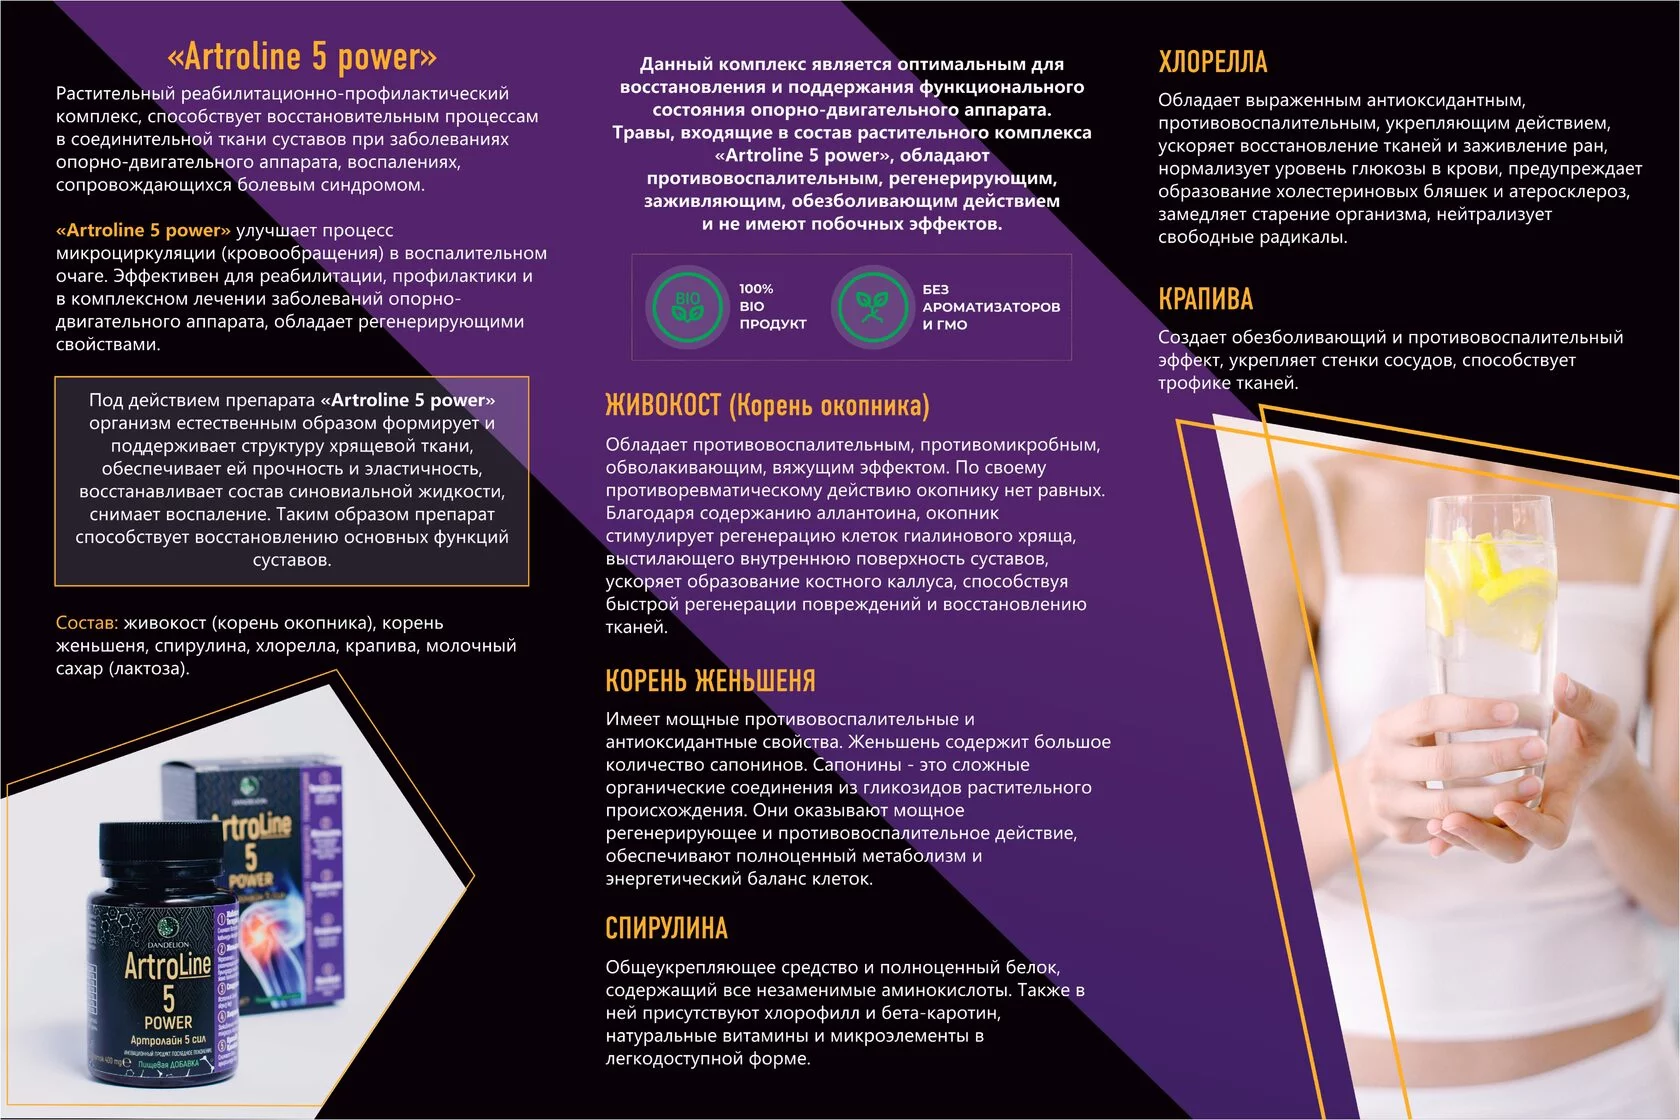 «Artroline 5 power»
Растительный реабилитационно-профилактический
комплекс, способствует восстановительным процессам
в соединительной ткани суставов при заболеваниях
опорно-двигательного аппарата, воспалениях,
сопровождающихся болевым синдромом.
«Artroline 5 power» улучшает процесс
микроциркуляции (кровообращения) в воспалительном
очаге. Эффективен для реабилитации, профилактики и
в комплексном лечении заболеваний опорно-
двигательного аппарата, обладает регенерирующими
свойствами.
Под действием препарата «Artroline 5 power»
организм естественным образом формирует и
поддерживает структуру хрящевой ткани,
обеспечивает ей прочность и эластичность,
восстанавливает состав синовиальной жидкости,
снимает воспаление. Таким образом препарат
способствует восстановлению основных функций
суставов.
Состав: живокост (корень окопника), корень
женьшеня, спирулина, хлорелла, крапива, молочный
сахар (лактоза).
DANDELION
ArtroLine
5
POWER
DANDELION
ArtroLine
5
POWER
Артролайн 5 сил
Пищевая ДОБАВКА
Данный комплекс является оптимальным для
восстановления и поддержания функционального
состояния опорно-двигательного аппарата.
Травы, входящие в состав растительного комплекса
«Artroline 5 power», обладают
противовоспалительным, регенерирующим,
заживляющим, обезболивающим действием
и не имеют побочных эффектов.
BIO
100%
BIO
ПРОДУКТ
БЕЗ
АРОМАТИЗАТОРОВ
И ГМО
ЖИВОКОСТ (Корень окопника)
Обладает противовоспалительным, противомикробным,
обволакивающим, вяжущим эффектом. По своему
противоревматическому действию окопнику нет равных.
Благодаря содержанию аллантоина, окопник
стимулирует регенерацию клеток гиалинового хряща,
выстилающего внутреннюю поверхность суставов,
ускоряет образование костного каллуса, способствуя
быстрой регенерации повреждений и восстановлению
тканей.
КОРЕНЬ ЖЕНЬШЕНЯ
Имеет мощные противовоспалительные и
антиоксидантные свойства. Женьшень содержит большое
количество сапонинов. Сапонины - это сложные
органические соединения из гликозидов растительного
происхождения. Они оказывают мощное
регенерирующее и противовоспалительное действие,
обеспечивают полноценный метаболизм и
энергетический баланс клеток.
СПИРУЛИНА
Общеукрепляющее средство и полноценный белок,
содержащий все незаменимые аминокислоты. Также в
ней присутствуют хлорофилл и бета-каротин,
натуральные витамины и микроэлементы в
легкодоступной форме.
ХЛОРЕЛЛА
Обладает выраженным антиоксидантным,
противовоспалительным, укрепляющим действием,
ускоряет восстановление тканей и заживление ран,
нормализует уровень глюкозы в крови, предупреждает
образование холестериновых бляшек и атеросклероз,
замедляет старение организма, нейтрализует
свободные радикалы.
КРАПИВА
Создает обезболивающий и противовоспалительный
эффект, укрепляет стенки сосудов, способствует
трофике тканей.